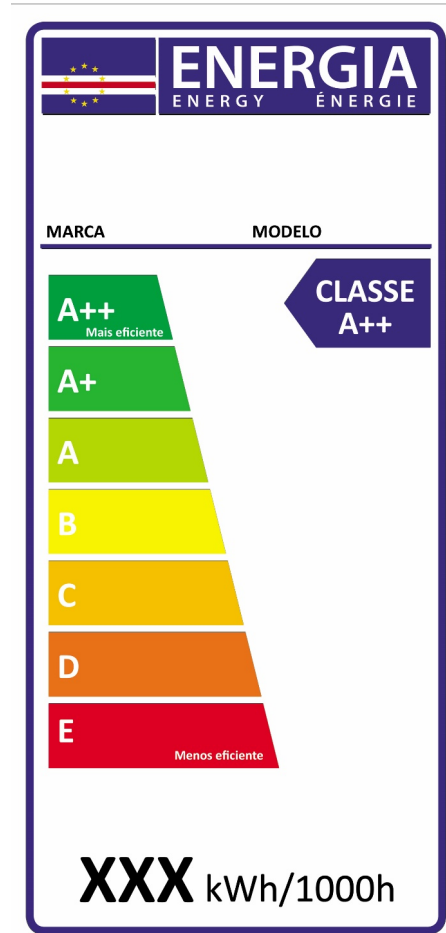 ENERGIA
ENERGY ÉNERGIE
MARCA MODELO
CLASSE
A++
A++
Mais eficiente
A+
A
B
C
D
E
Menos eficiente
XXX kWh/1000h